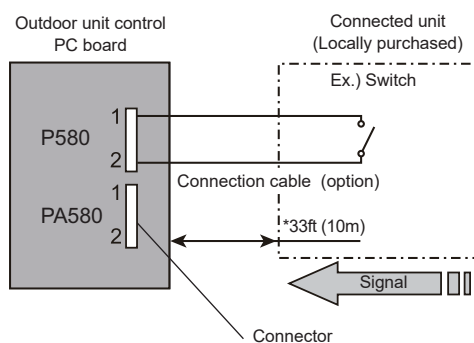 Outdoor unit control
PC board
Connected unit
(Locally purchased)
Ex.) Switch
P580
1
2
Connection cable (option)
PA580
1
2
*33ft (10m)
Signal
Connector